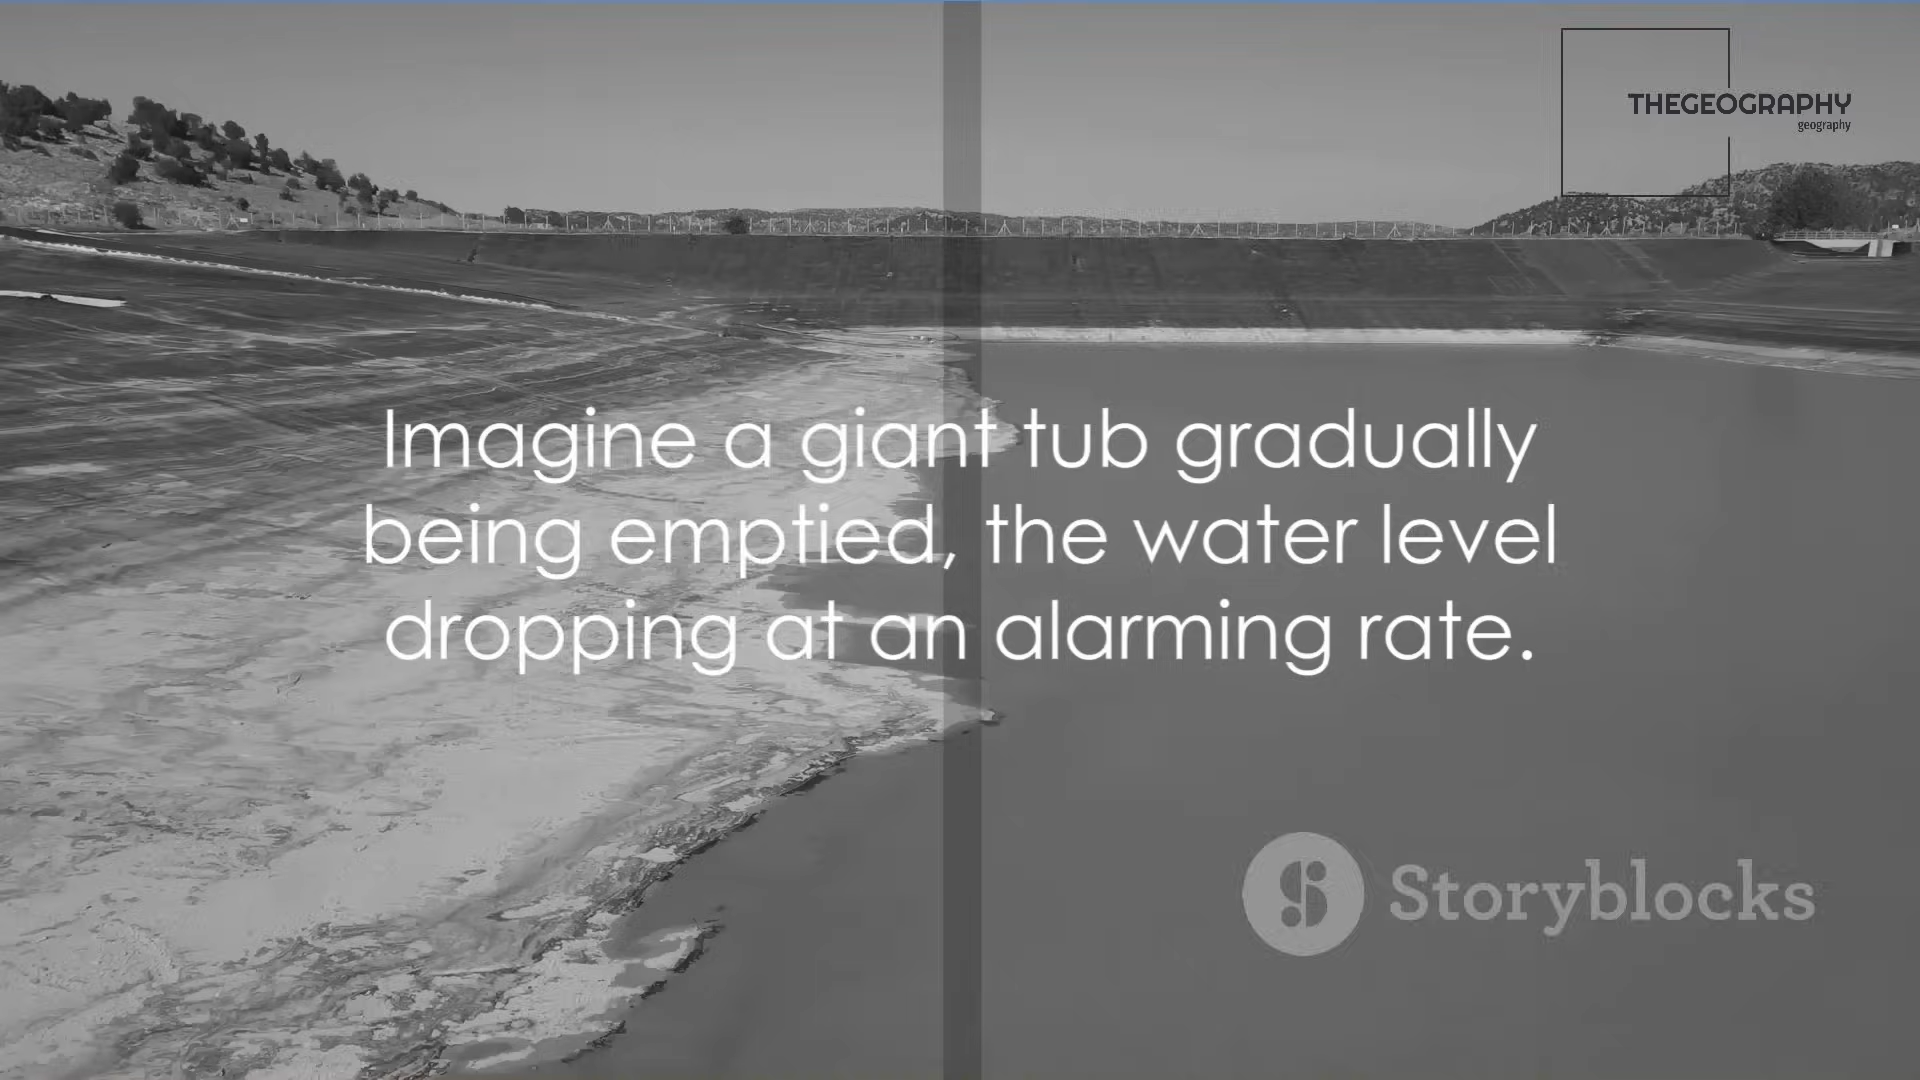 THEGEOGRAPHY
geography
Imagine a giant tub gradually
being emptied, the water level
dropping at an alarming rate.
Storyblocks